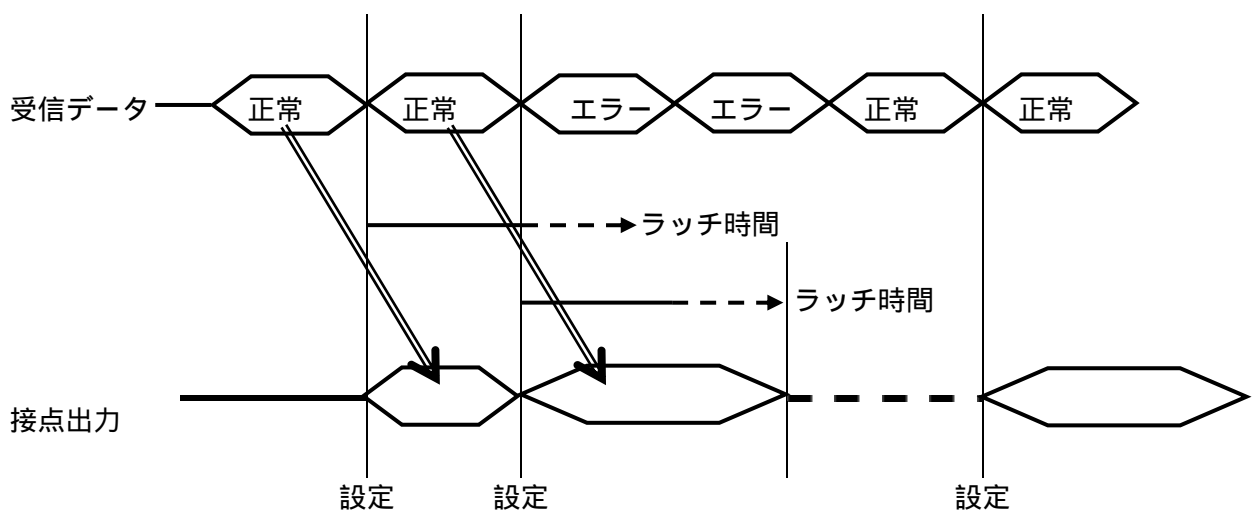 受信データ
正常
正常
エラー
エラー
正常
正常
ラッチ時間
ラッチ時間
接点出力
設定
設定
設定